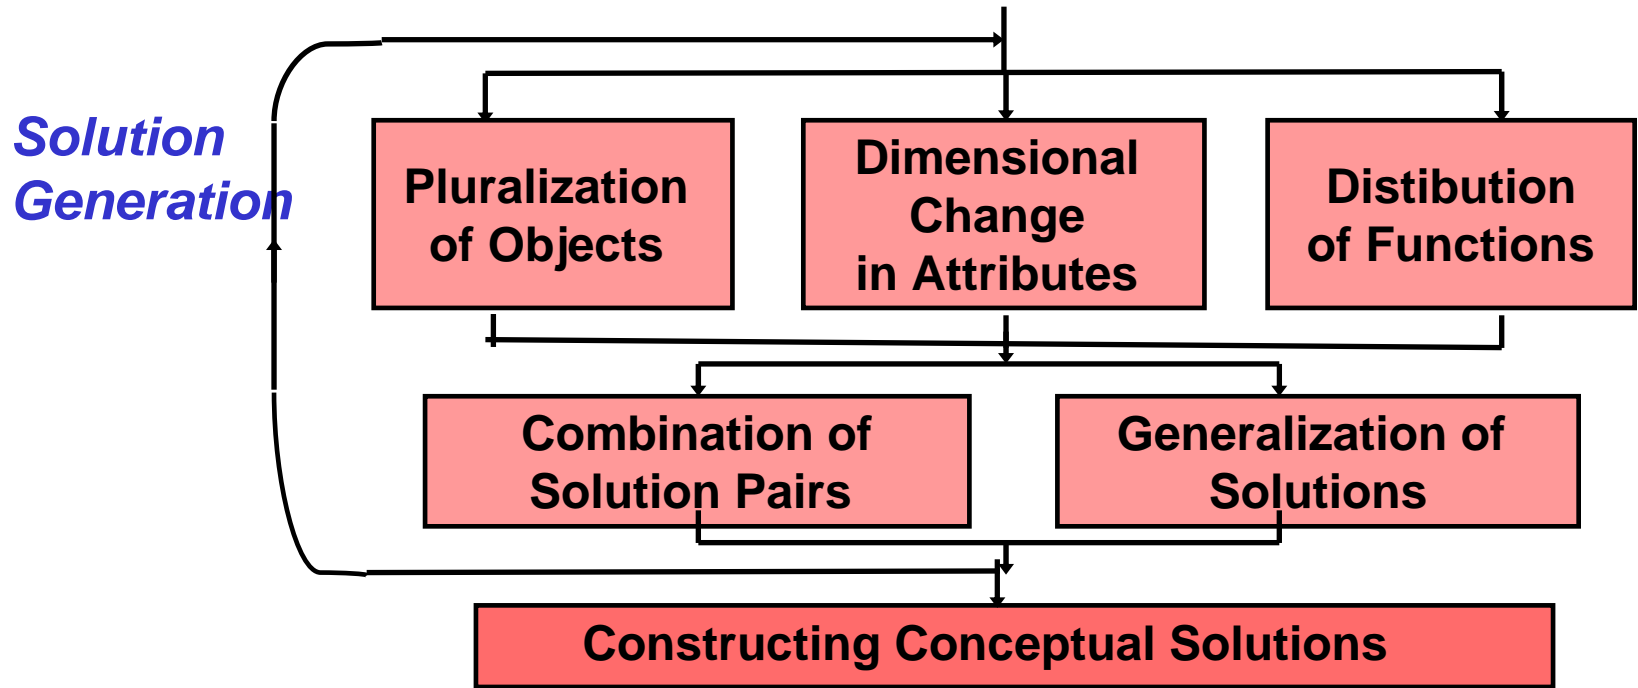 Solution
Generation
Pluralization
of Objects
Dimensional
Change
in Attributes
Distibution
of Functions
Combination of
Solution Pairs
Generalization of
Solutions
Constructing Conceptual Solutions